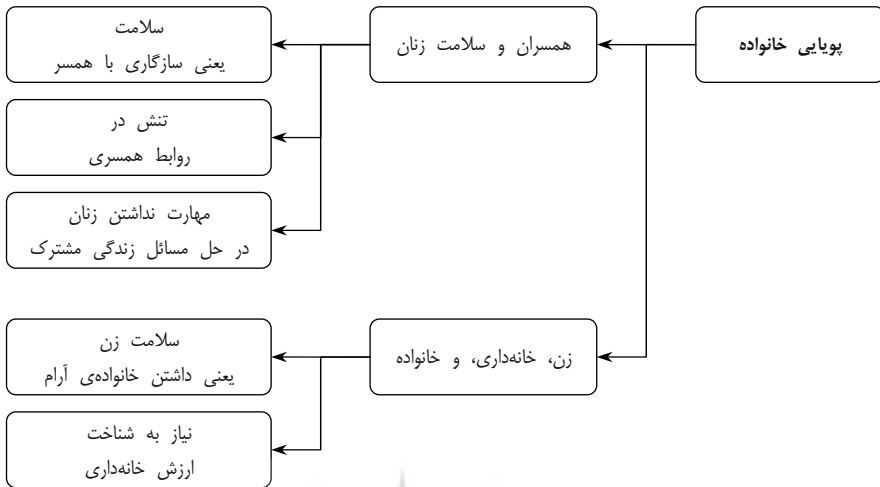 پویایی خانواده
همسران و سلامت زنان
سلامت
یعنی سازگاری با همسر
تنش در
روابط همسری
مهارت نداشتن زنان
در حل مسائل زندگی مشترک
زن، خانه‌داری، و خانواده
سلامت زن
یعنی داشتن خانواده‌ی آرام
نیاز به شناخت
ارزش خانه‌داری